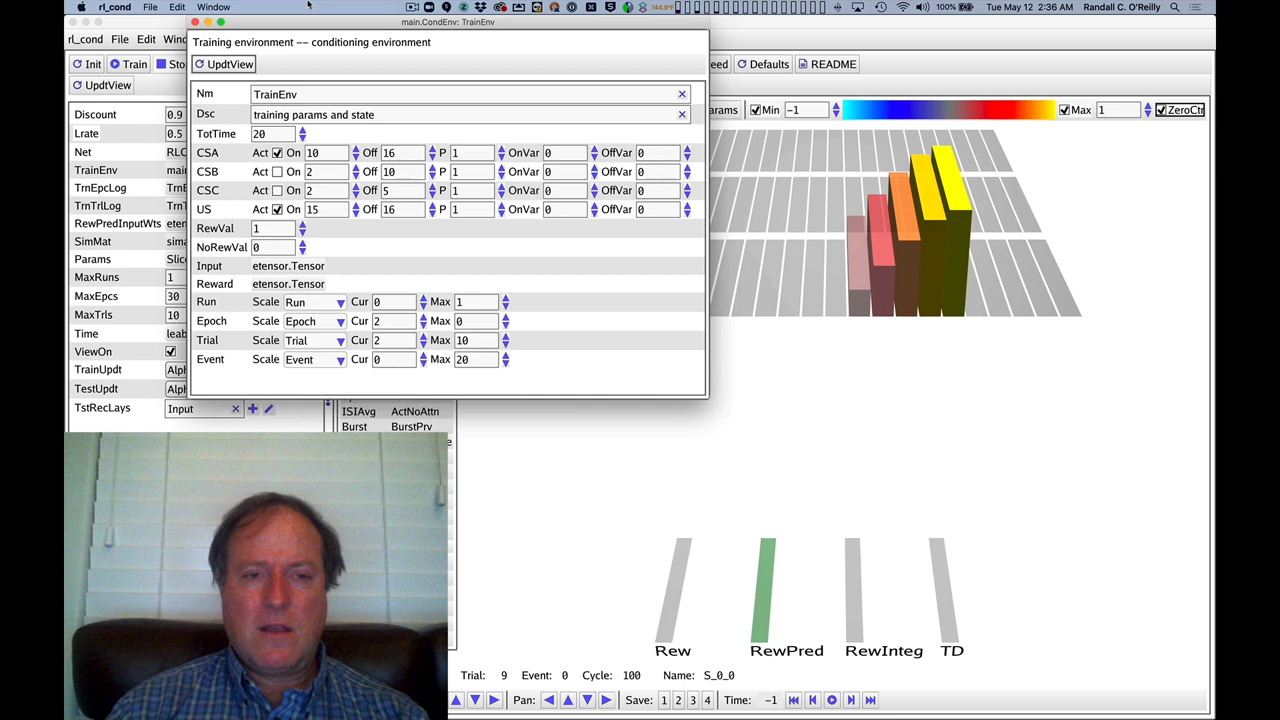 rl_cond File Edit Window 144.9°F 100% Tue May 12 2:36 AM Randall C. O'Reilly
main.CondEnv: TrainEnv
rl_cond File Edit
Training environment -- conditioning environment
Init Train UpdtView Defaults README
UpdtView
Nm TrainEnv Min -1 Max 1
Discount 0.9 Dsc training params and state
Lrate 0.5 TotTime 20
Net CSA Act On 10 Off 16 P 1 OnVar 0 OffVar 0
TrainEnv CSB Act On 2 Off 10 P 1 OnVar 0 OffVar 0
TrnEpcLog CSC Act On 2 Off 5 P 1 OnVar 0 OffVar 0
TrnTrlLog US Act On 15 Off 16 P 1 OnVar 0 OffVar 0
RewPredInputWts RewVal 1
SimMat NoRewVal 0
Params Input etensor.Tensor
MaxRuns 1 Reward etensor.Tensor
MaxEpcs 30 Run Scale Run Cur 0 Max 1
MaxTrls 10 Epoch Scale Epoch Cur 2 Max 0
Time Trial Scale Trial Cur 2 Max 10
ViewOn Event Scale Event Cur 0 Max 20
TrainUpdt
TestUpdt
TstRecLays Input ISIAvg ActNoAttn
Burst BurstPrv
Rew RewPred RewInteg TD
Trial: 9 Event: 0 Cycle: 100 Name: S_0_0
Pan: Save: 1 2 3 4 Time: -1